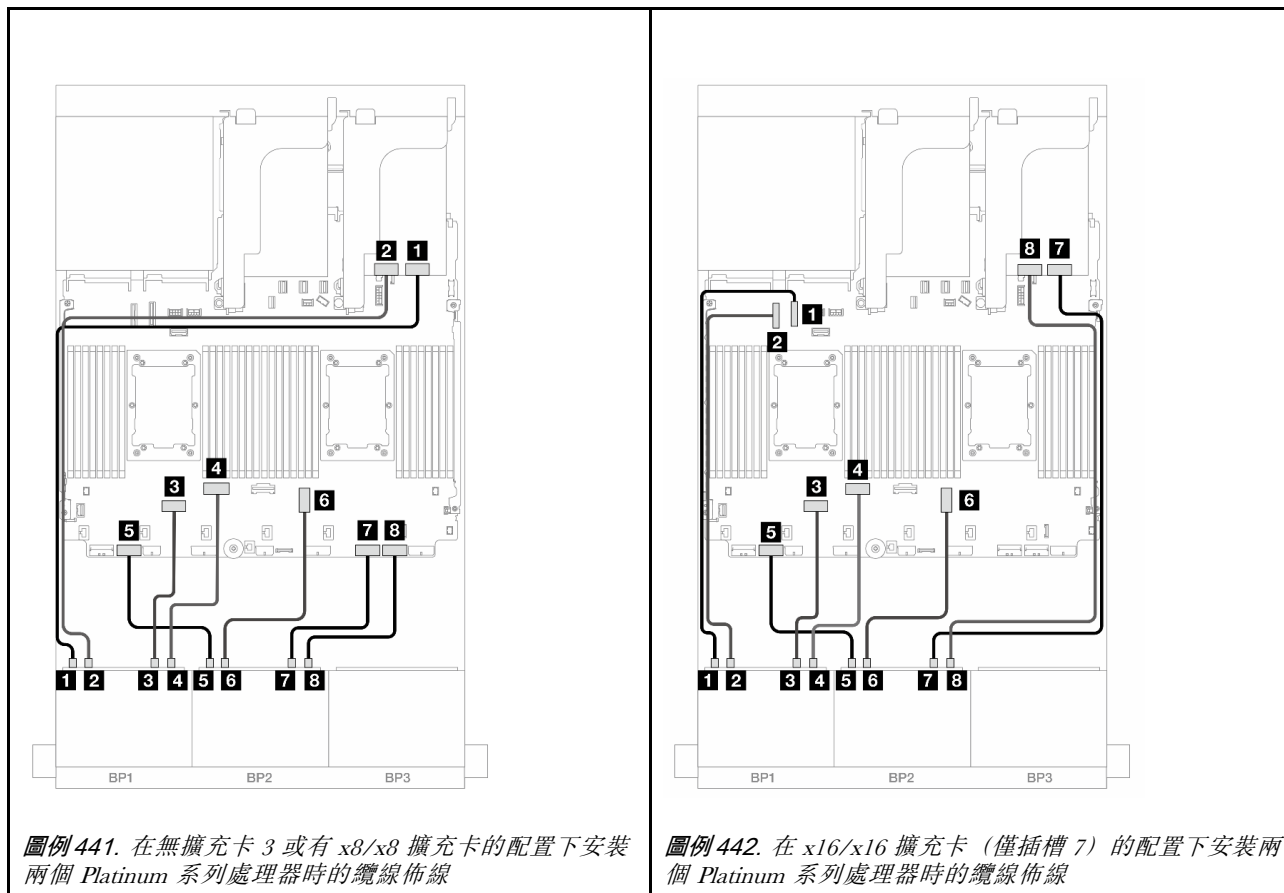 2 1
4
3
6
5
7 8
1 2 3 4 5 6 7 8
BP1 BP2 BP3
圖例 441. 在無擴充卡 3 或有 x8/x8 擴充卡的配置下安裝
兩個 Platinum 系列處理器時的纜線佈線
8 7
1
2
4
3
6
5
1 2 3 4 5 6 7 8
BP1 BP2 BP3
圖例 442. 在 x16/x16 擴充卡（僅插槽 7）的配置下安裝兩
個 Platinum 系列處理器時的纜線佈線